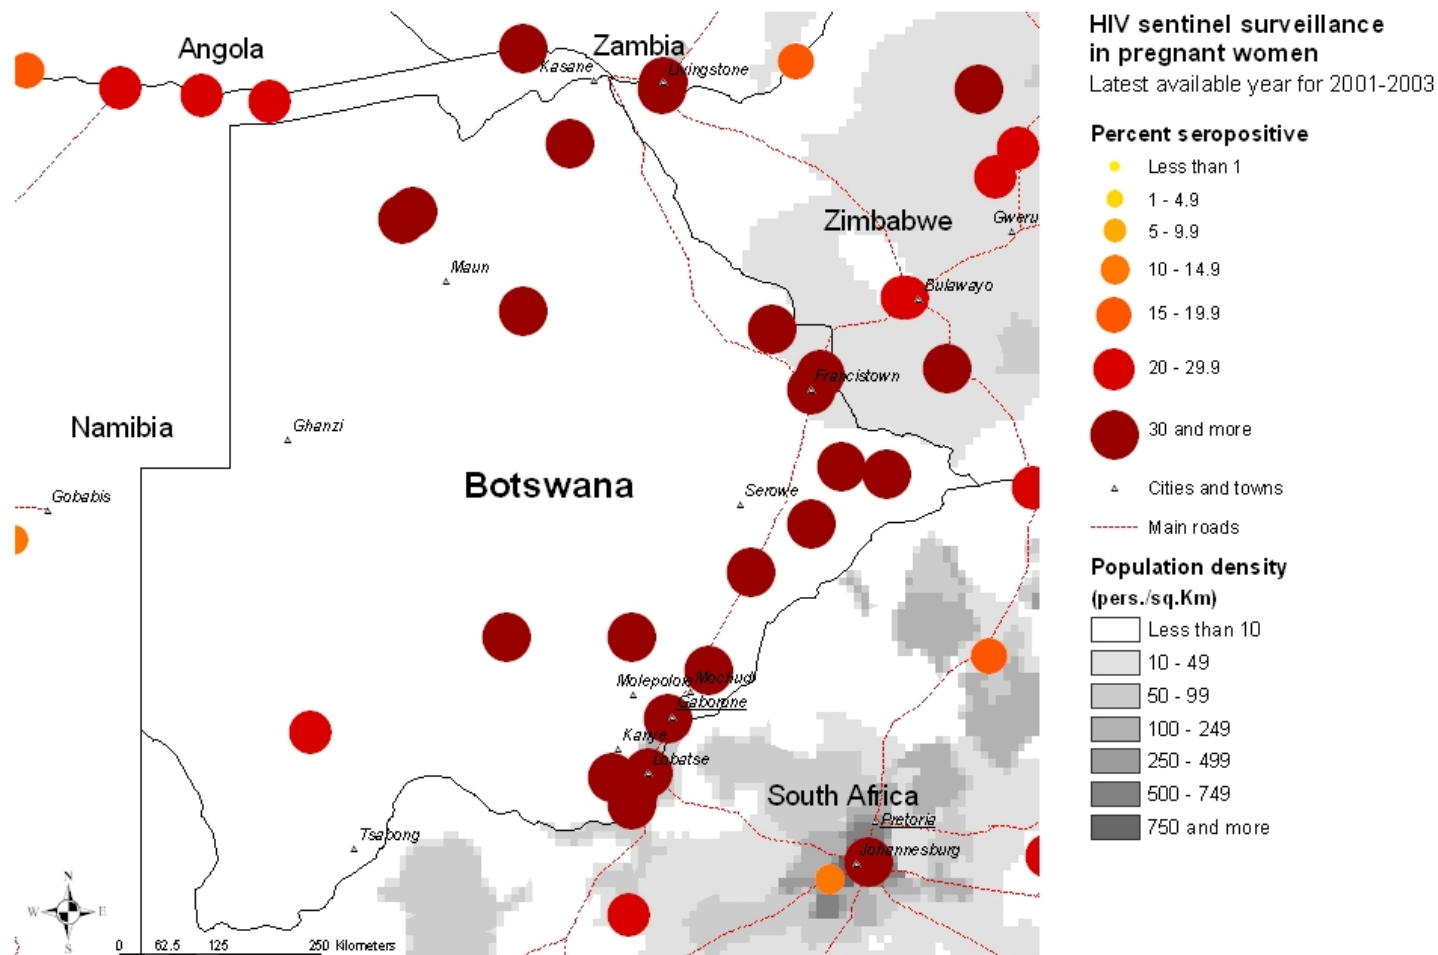 HIV sentinel surveillance
in pregnant women
Latest available year for 2001-2003
Percent seropositive
Less than 1
1 - 4.9
5 - 9.9
10 - 14.9
15 - 19.9
20 - 29.9
30 and more
Cities and towns
Main roads
Population density
(pers./sq.Km)
Less than 10
10 - 49
50 - 99
100 - 249
250 - 499
500 - 749
750 and more
Angola
Zambia
Kasane
Livingstone
Zimbabwe
Gweru
Maun
Bulawayo
Francistown
Namibia
Ghanzi
Botswana
Gobabis
Serowe
Molepolole
Mochudi
Gaborone
Kanye
Lobatse
South Africa
Pretoria
Tsabong
Johannesburg
N
W
E
S
0 62.5 125 250 Kilometers